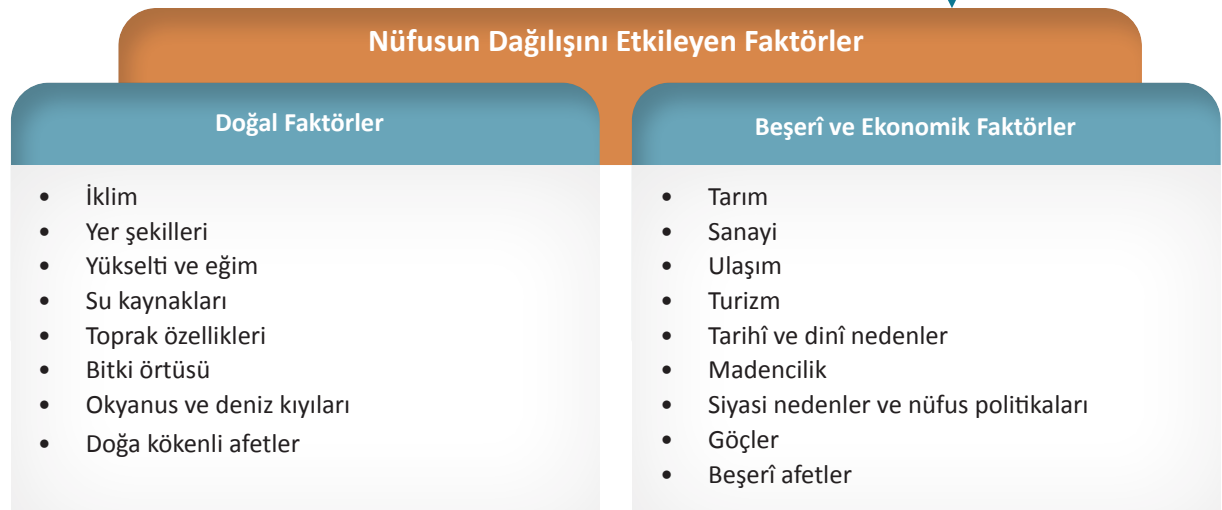 Nüfusun Dağılışını Etkileyen Faktörler
Doğal Faktörler
• İklim
• Yer şekilleri
• Yükselti ve eğim
• Su kaynakları
• Toprak özellikleri
• Bitki örtüsü
• Okyanus ve deniz kıyıları
• Doğa kökenli afetler
Beşerî ve Ekonomik Faktörler
• Tarım
• Sanayi
• Ulaşım
• Turizm
• Tarihî ve dinî nedenler
• Madencilik
• Siyasi nedenler ve nüfus politikaları
• Göçler
• Beşerî afetler